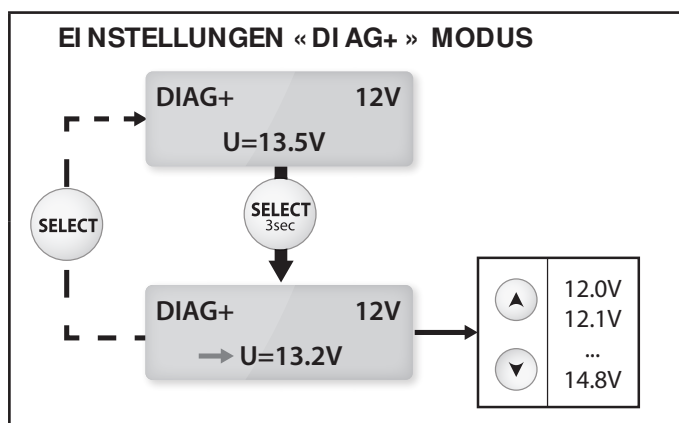 EINSTELLUNGEN «DIAG+» MODUS
DIAG+ 12V
U=13.5V
SELECT
SELECT
3sec
DIAG+ 12V
U=13.2V
12.0V
12.1V
...
14.8V